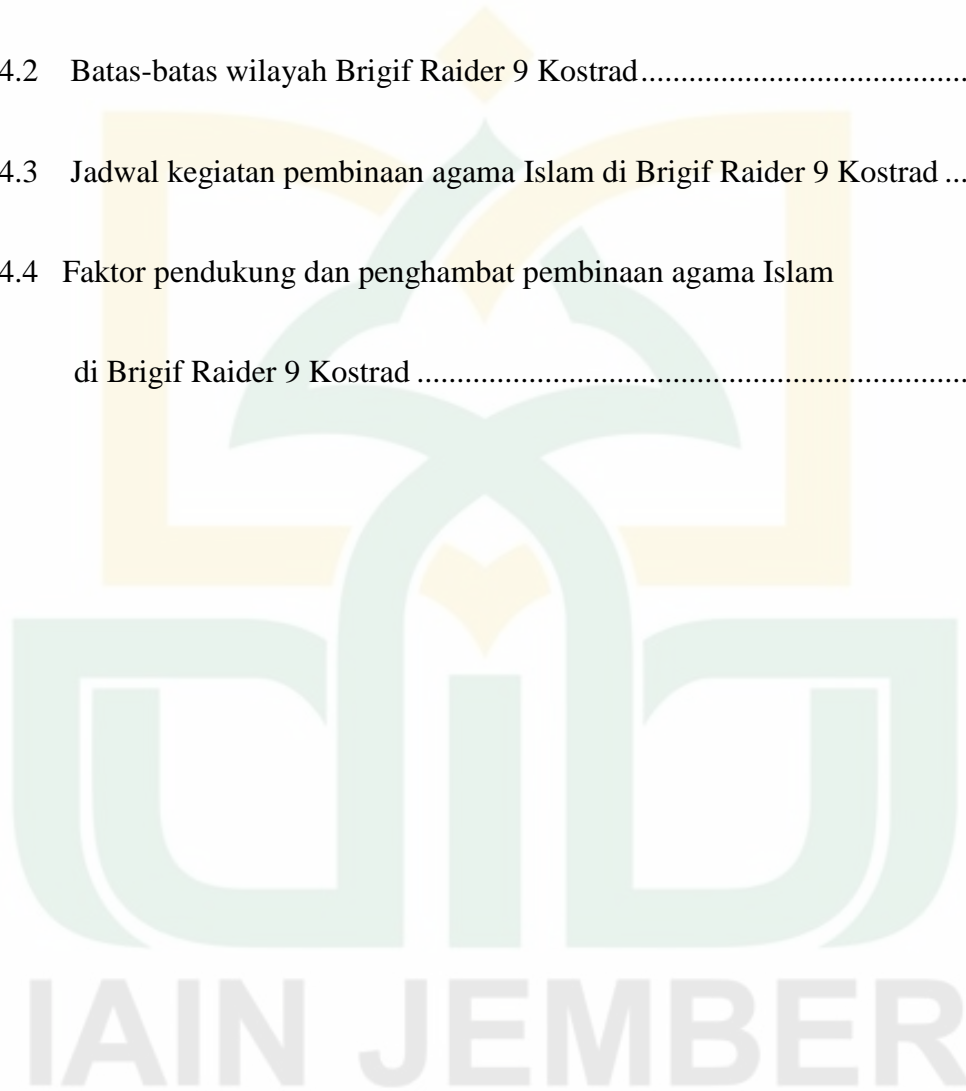 4.2 Batas-batas wilayah Brigif Raider 9 Kostrad.....................................
4.3 Jadwal kegiatan pembinaan agama Islam di Brigif Raider 9 Kostrad ...
4.4 Faktor pendukung dan penghambat pembinaan agama Islam
di Brigif Raider 9 Kostrad ......................................................................
IAIN JEMBER